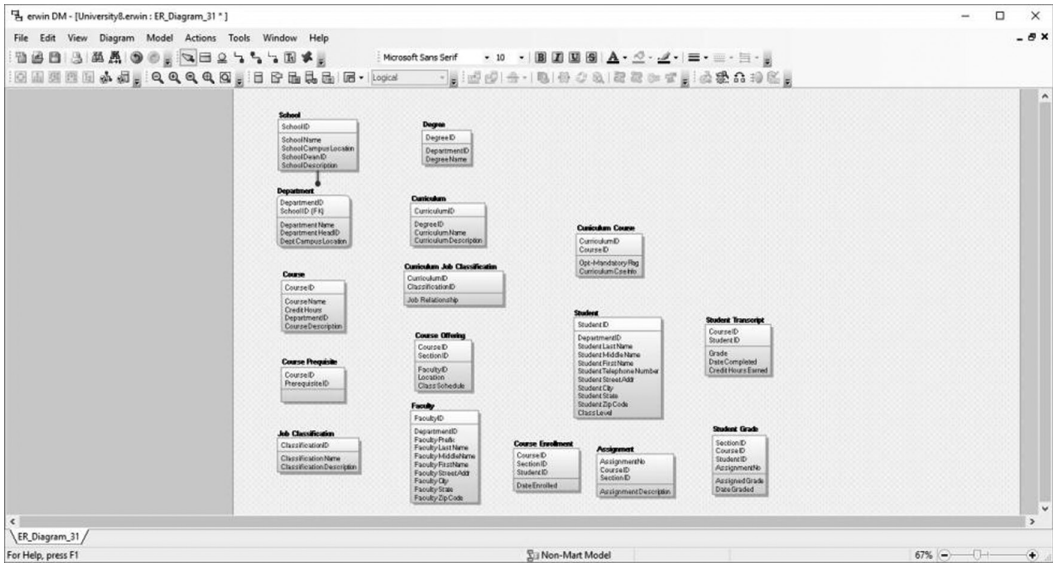 erwin DM - [University8.erwin : ER_Diagram_31 * ]
File Edit View Diagram Model Actions Tools Window Help
Microsoft Sans Serif 10 B I U S A
Logical
School
SchoolID
SchoolName
SchoolCampusLocation
SchoolDeanID
SchoolDescription
Degree
DegreeID
DepartmentID
DegreeName
Department
DepartmentID
SchoolID (FK)
DepartmentName
DepartmentHeadID
DeptCampusLocation
Curriculum
CurriculumID
DegreeID
CurriculumName
CurriculumDescription
Curriculum Course
CurriculumID
CourseID
Opt-MandatoryFlag
CurriculumCseInfo
Course
CourseID
CourseName
CreditHours
DepartmentID
CourseDescription
Curriculum Job Classification
CurriculumID
ClassificationID
Job Relationship
Student
StudentID
DepartmentID
StudentLastName
StudentMiddleName
StudentFirstName
StudentTelephoneNumber
StudentStreetAddr
StudentCity
StudentState
StudentZipCode
ClassLevel
Student Transcript
CourseID
StudentID
Grade
DateCompleted
CreditHoursEarned
Course Offering
CourseID
SectionID
FacultyID
Location
ClassSchedule
Course Prequisite
CourseID
PrerequisiteID
Faculty
FacultyID
DepartmentID
FacultyPrefix
FacultyLastName
FacultyMiddleName
FacultyFirstName
FacultyStreetAddr
FacultyCity
FacultyState
FacultyZipCode
Job Classification
ClassificationID
ClassificationName
ClassificationDescription
Course Enrollment
CourseID
SectionID
StudentID
DateEnrolled
Assignment
AssignmentNo
CourseID
SectionID
AssignmentDescription
Student Grade
SectionID
CourseID
StudentID
AssignmentNo
AssignedGrade
DateGraded
ER_Diagram_31
For Help, press F1
Non-Mart Model
67%